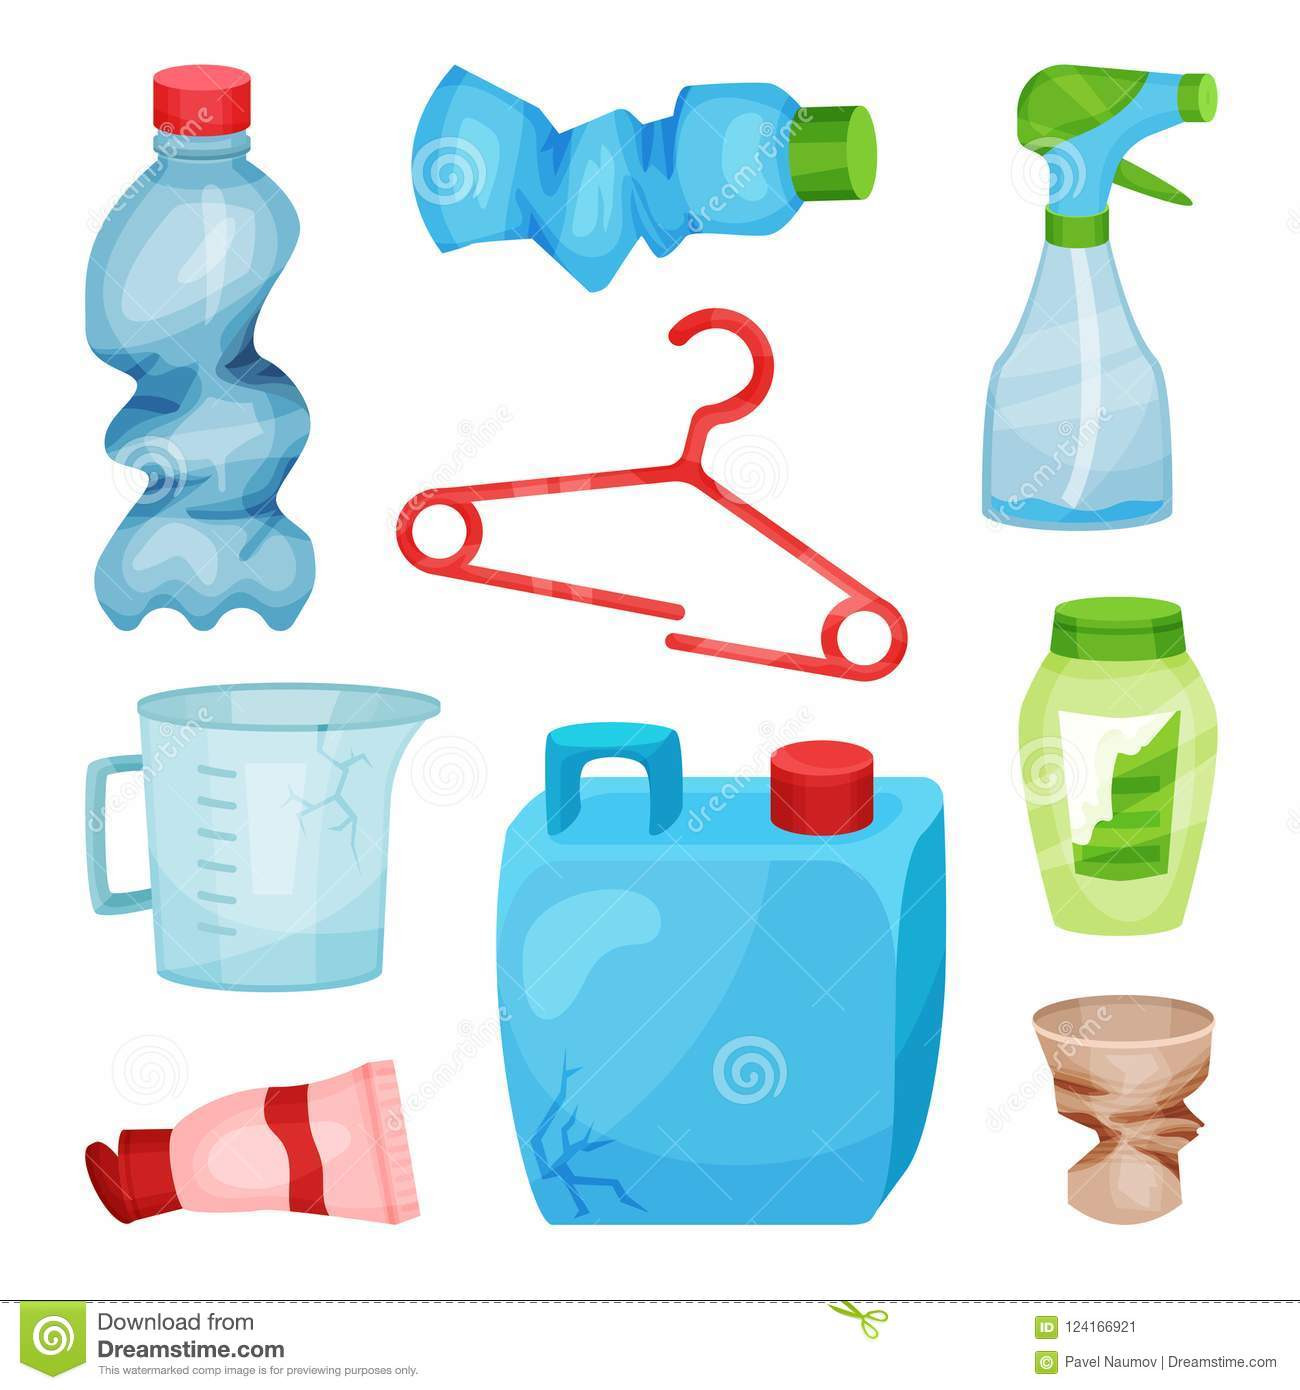 Download from
Dreamstime.com
This watermarked comp image is for previewing purposes only.
ID 124166921
© Pavel Naumov | Dreamstime.com